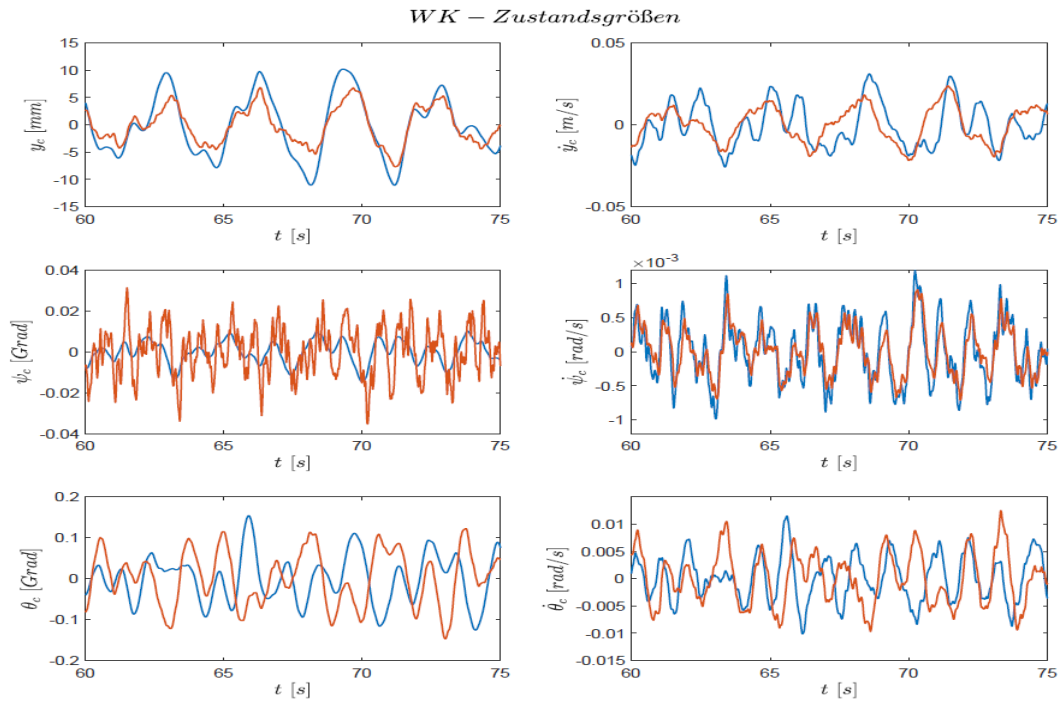 WK − Zustandsgrößen
15
10
5
0
-5
-10
-15
y_c [mm]
60 65 70 75
t [s]
0.05
0
-0.05
ẏ_c [m/s]
60 65 70 75
t [s]
0.04
0.02
0
-0.02
-0.04
ψ_c [Grad]
60 65 70 75
t [s]
×10⁻³
1
0.5
0
-0.5
-1
ψ̇_c [rad/s]
60 65 70 75
t [s]
0.2
0.1
0
-0.1
-0.2
θ_c [Grad]
60 65 70 75
t [s]
0.01
0.005
0
-0.005
-0.01
-0.015
θ̇_c [rad/s]
60 65 70 75
t [s]